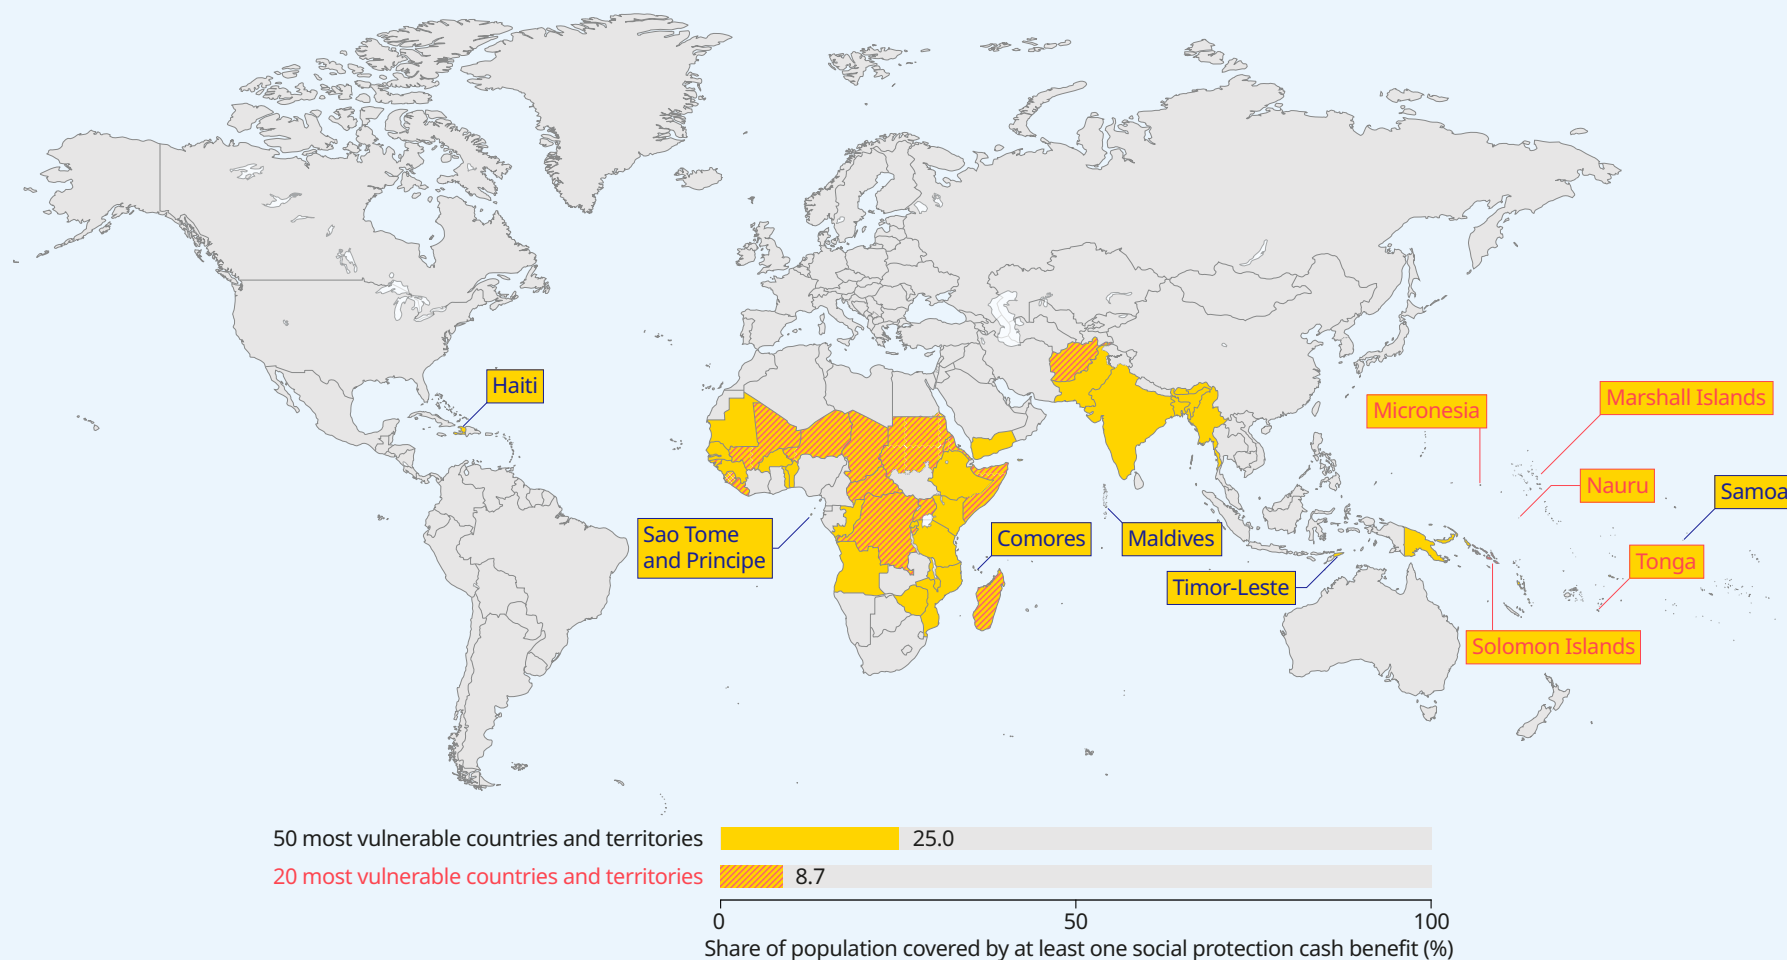 Haiti
Marshall Islands
Micronesia
Nauru
Samoa
Sao Tome
and Principe
Comores
Maldives
Tonga
Timor-Leste
Solomon Islands
50 most vulnerable countries and territories 25.0
20 most vulnerable countries and territories 8.7
0 50 100
Share of population covered by at least one social protection cash benefit (%)